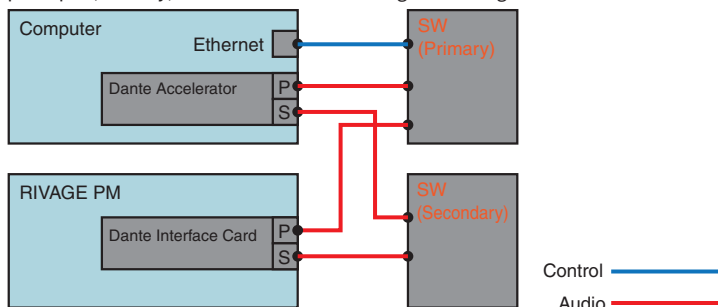 Computer
Ethernet
SW
(Primary)
Dante Accelerator
P
S
RIVAGE PM
SW
(Secondary)
Dante Interface Card
P
S
Control
Audio